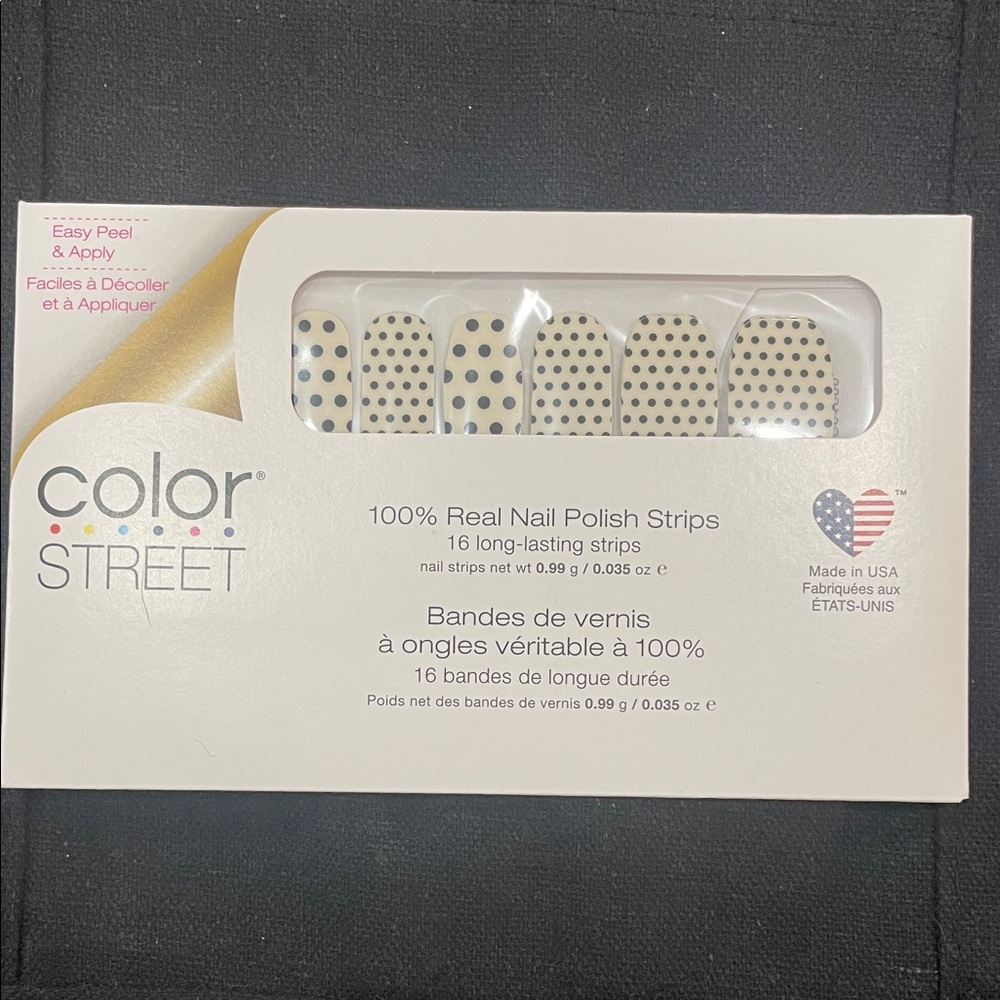 Easy Peel
& Apply
Faciles à Décoller
et à Appliquer
color®
STREET
100% Real Nail Polish Strips
16 long-lasting strips
nail strips net wt 0.99 g / 0.035 oz ℮
Bandes de vernis
à ongles véritable à 100%
16 bandes de longue durée
Poids net des bandes de vernis 0.99 g / 0.035 oz ℮
™
Made in USA
Fabriquées aux
ÉTATS-UNIS